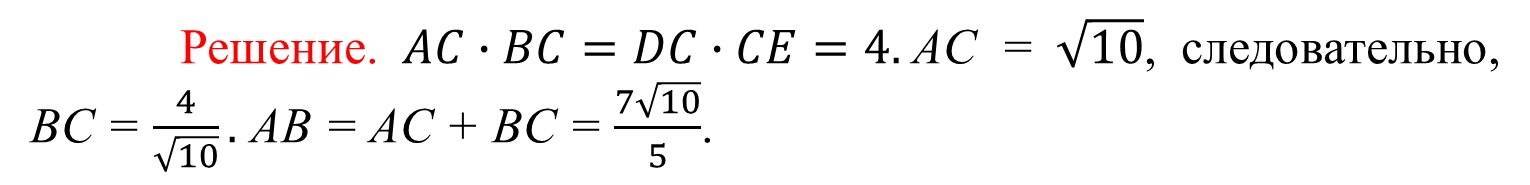 Решение. AC · BC = DC · CE = 4. AC = √10, следовательно,
BC = 4/√10. AB = AC + BC = 7√10/5.